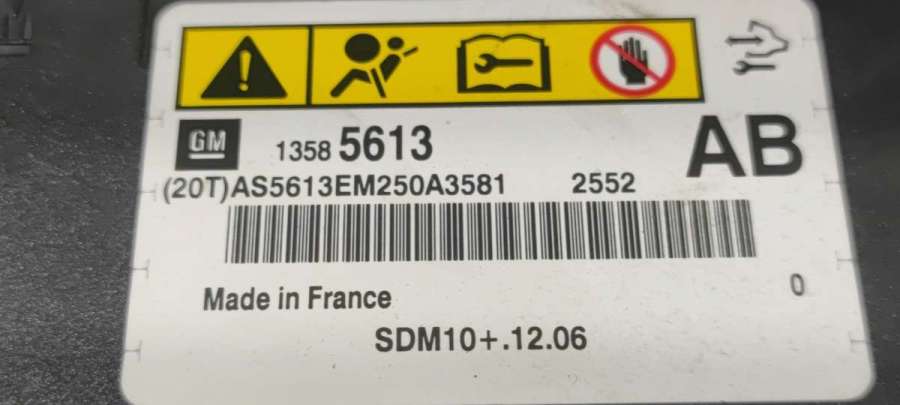 GM 1358 5613 AB
(20T)AS5613EM250A3581 2552
Made in France 0
SDM10+.12.06